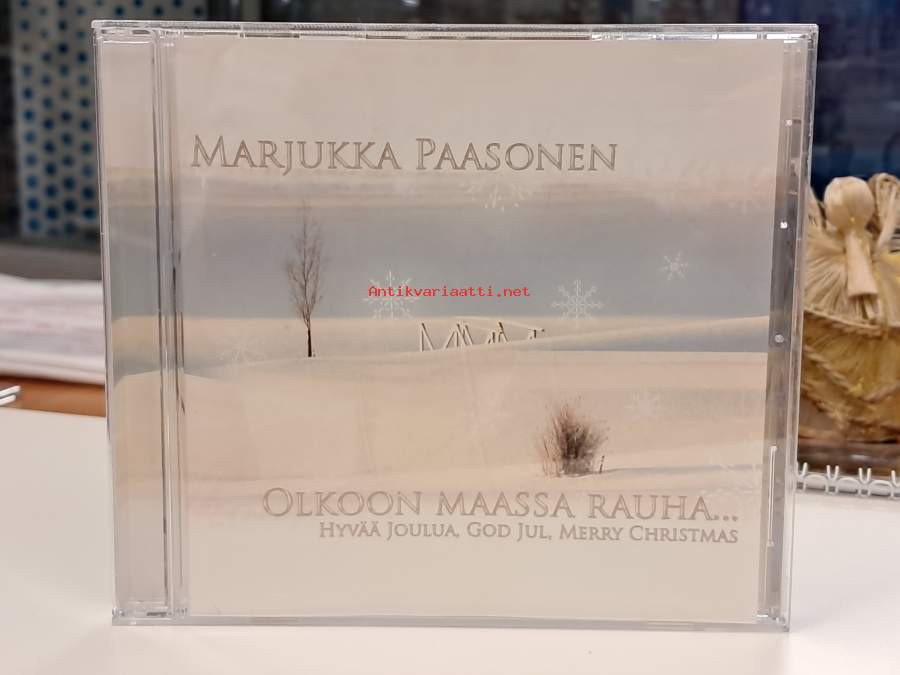 MARJUKKA PAASONEN
Antikvariaatti.net
OLKOON MAASSA RAUHA...
HYVÄÄ JOULUA, GOD JUL, MERRY CHRISTMAS